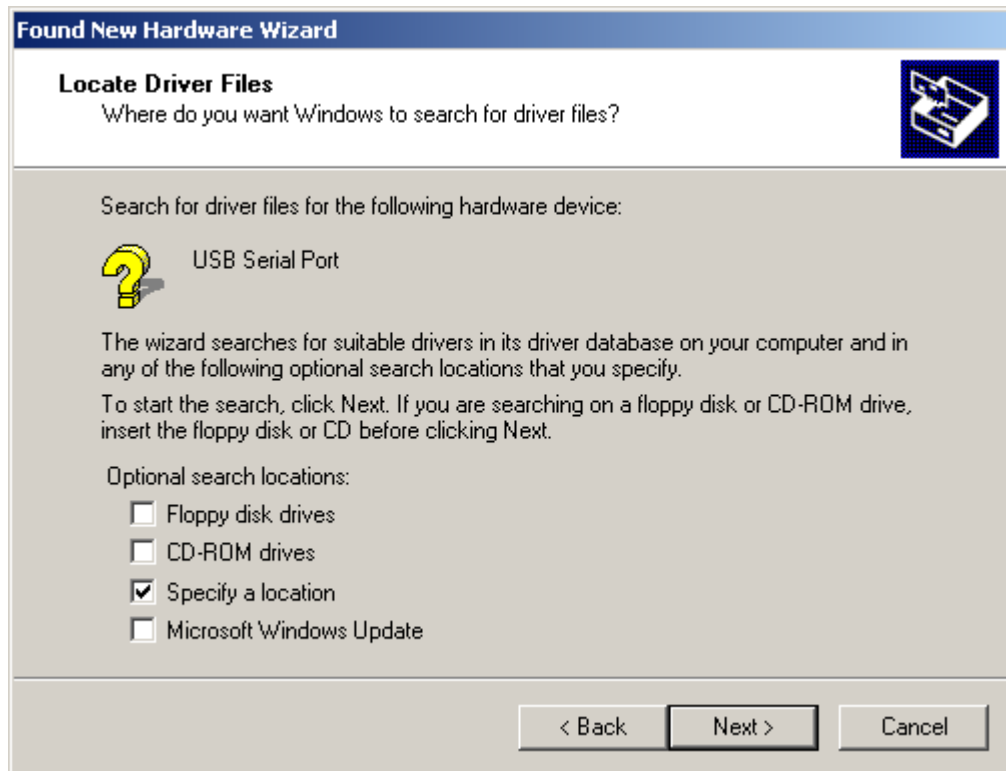 Found New Hardware Wizard
Locate Driver Files
Where do you want Windows to search for driver files?
Search for driver files for the following hardware device:
USB Serial Port
The wizard searches for suitable drivers in its driver database on your computer and in
any of the following optional search locations that you specify.
To start the search, click Next. If you are searching on a floppy disk or CD-ROM drive,
insert the floppy disk or CD before clicking Next.
Optional search locations:
Floppy disk drives
CD-ROM drives
Specify a location
Microsoft Windows Update
< Back Next > Cancel